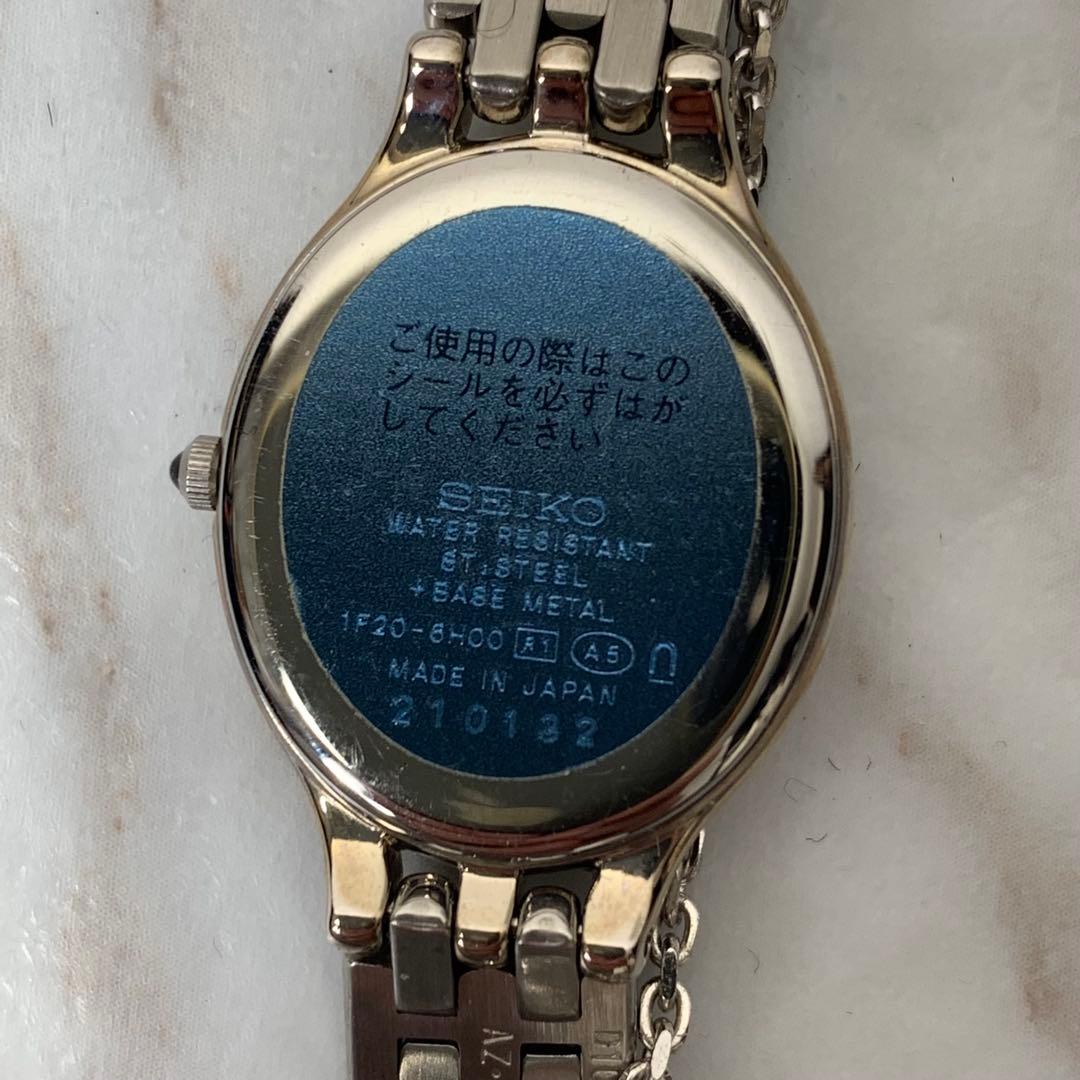 ご使用の際はこの
シールを必ずはが
してください
SEIKO
WATER RESISTANT
ST.STEEL
+BASE METAL
1F20-6H00 R1 A5
MADE IN JAPAN
210132